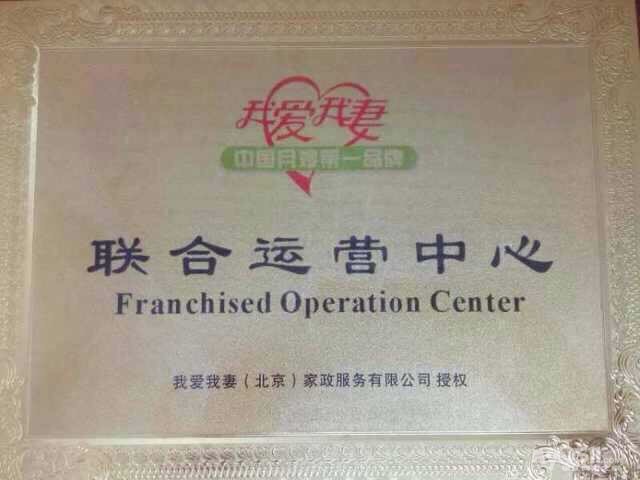 我爱我妻
中国月嫂第一品牌
联合运营中心
Franchised Operation Center
我爱我妻（北京）家政服务有限公司 授权